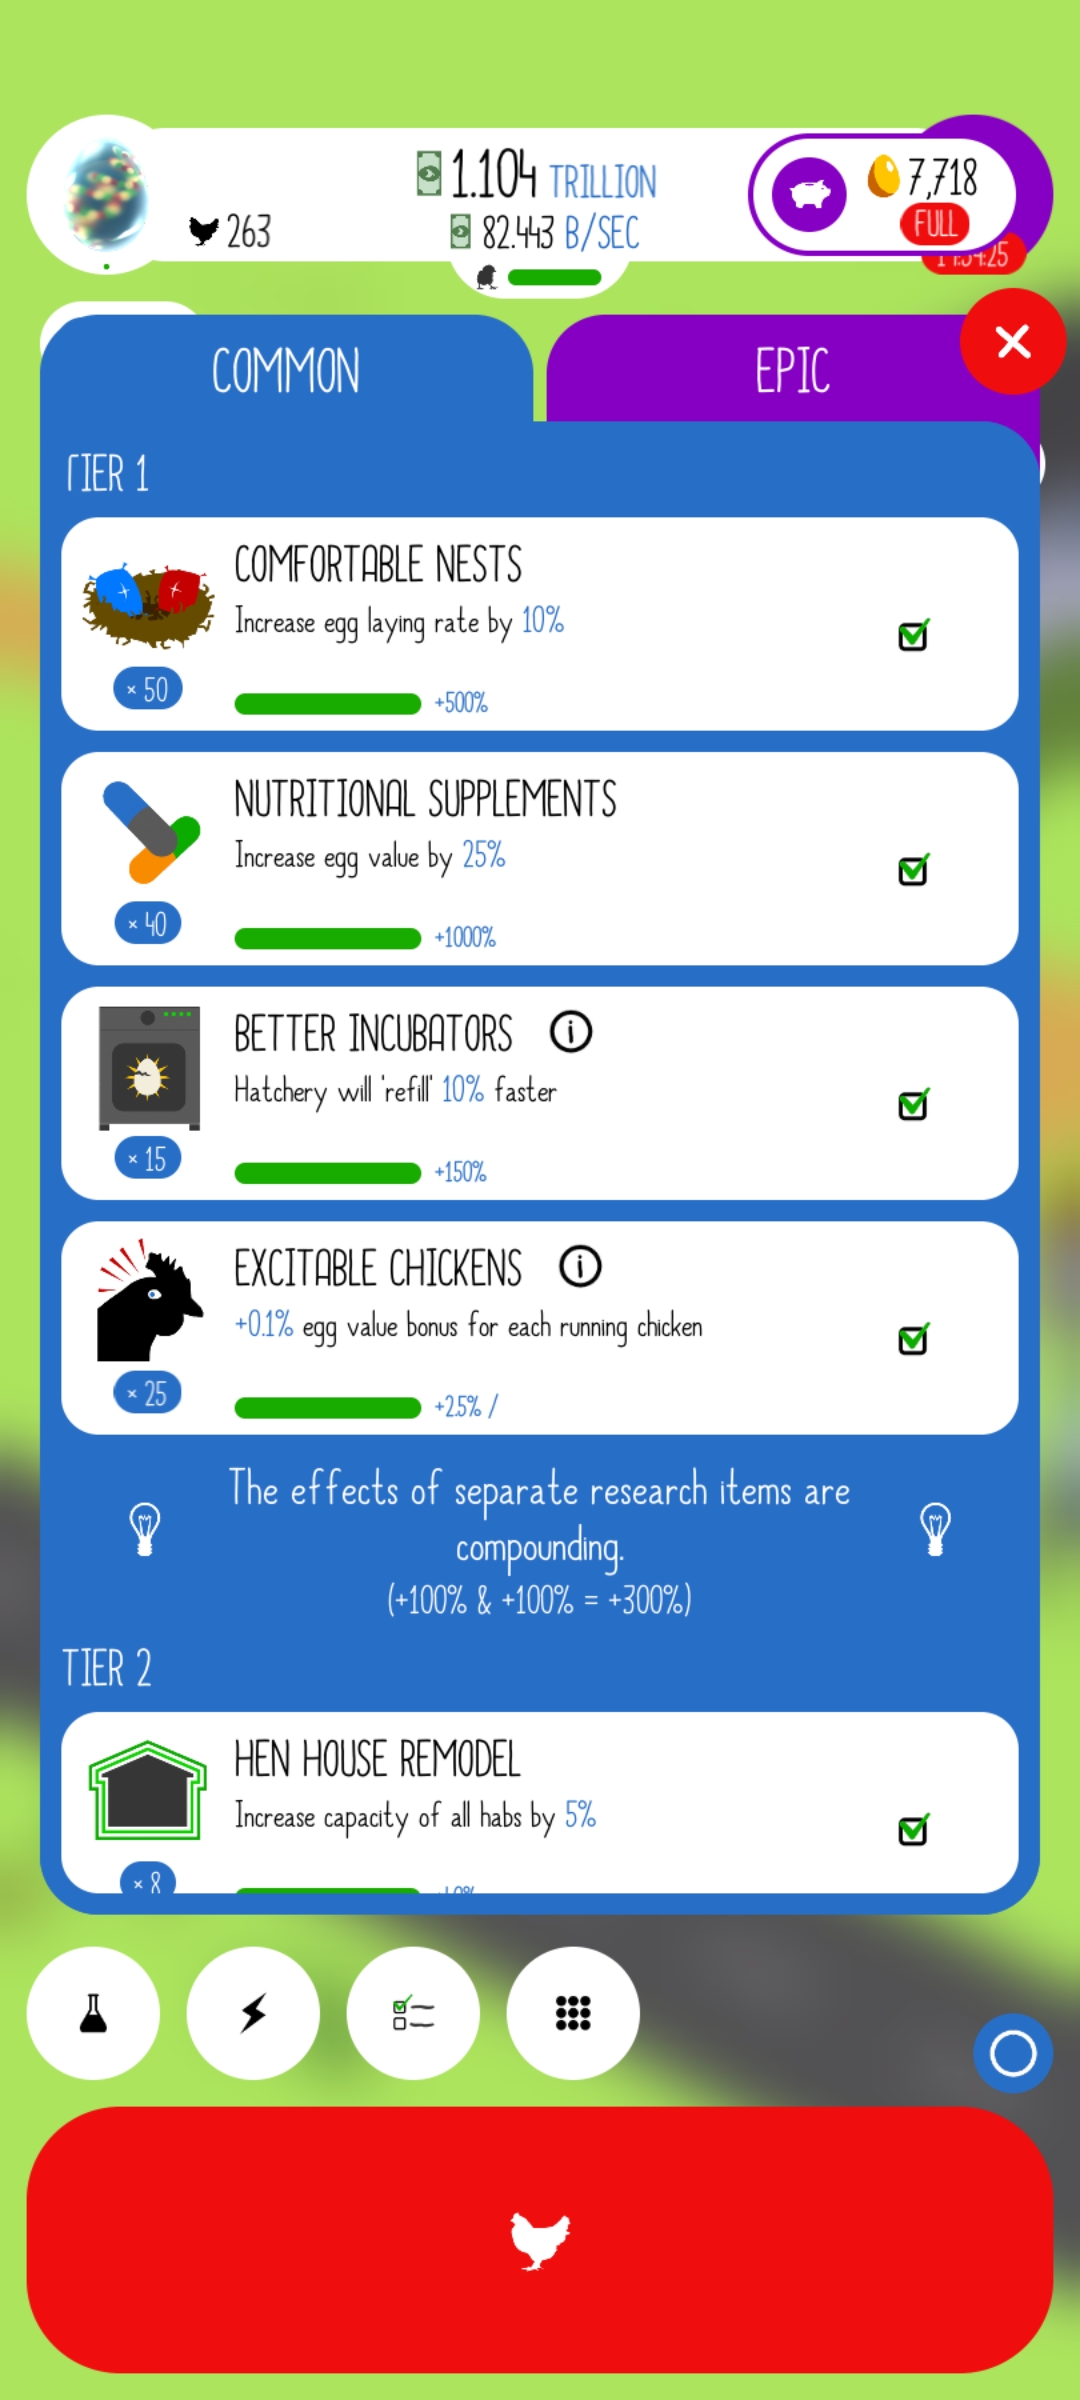 1.104 TRILLION
7,718
263
82.443 B/SEC
FULL
COMMON
EPIC
TIER 1
COMFORTABLE NESTS
Increase egg laying rate by 10%
× 50
+500%
NUTRITIONAL SUPPLEMENTS
Increase egg value by 25%
× 40
+1000%
BETTER INCUBATORS
Hatchery will 'refill' 10% faster
× 15
+150%
EXCITABLE CHICKENS
+0.1% egg value bonus for each running chicken
× 25
+2.5% /
The effects of separate research items are
compounding.
(+100% & +100% = +300%)
TIER 2
HEN HOUSE REMODEL
Increase capacity of all habs by 5%
× 8